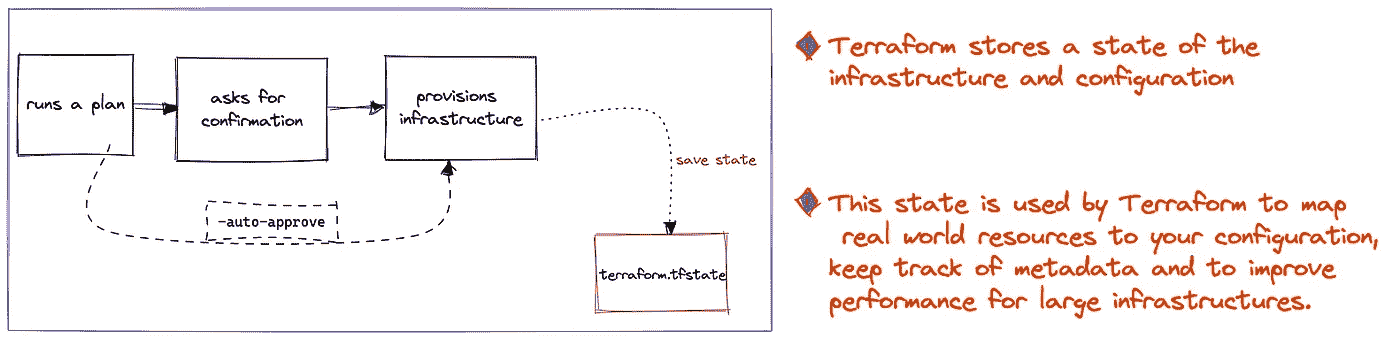 runs a plan
asks for
confirmation
provisions
infrastructure
save state
-auto-approve
terraform.tfstate
Terraform stores a state of the
infrastructure and configuration
This state is used by Terraform to map
real world resources to your configuration,
keep track of metadata and to improve
performance for large infrastructures.